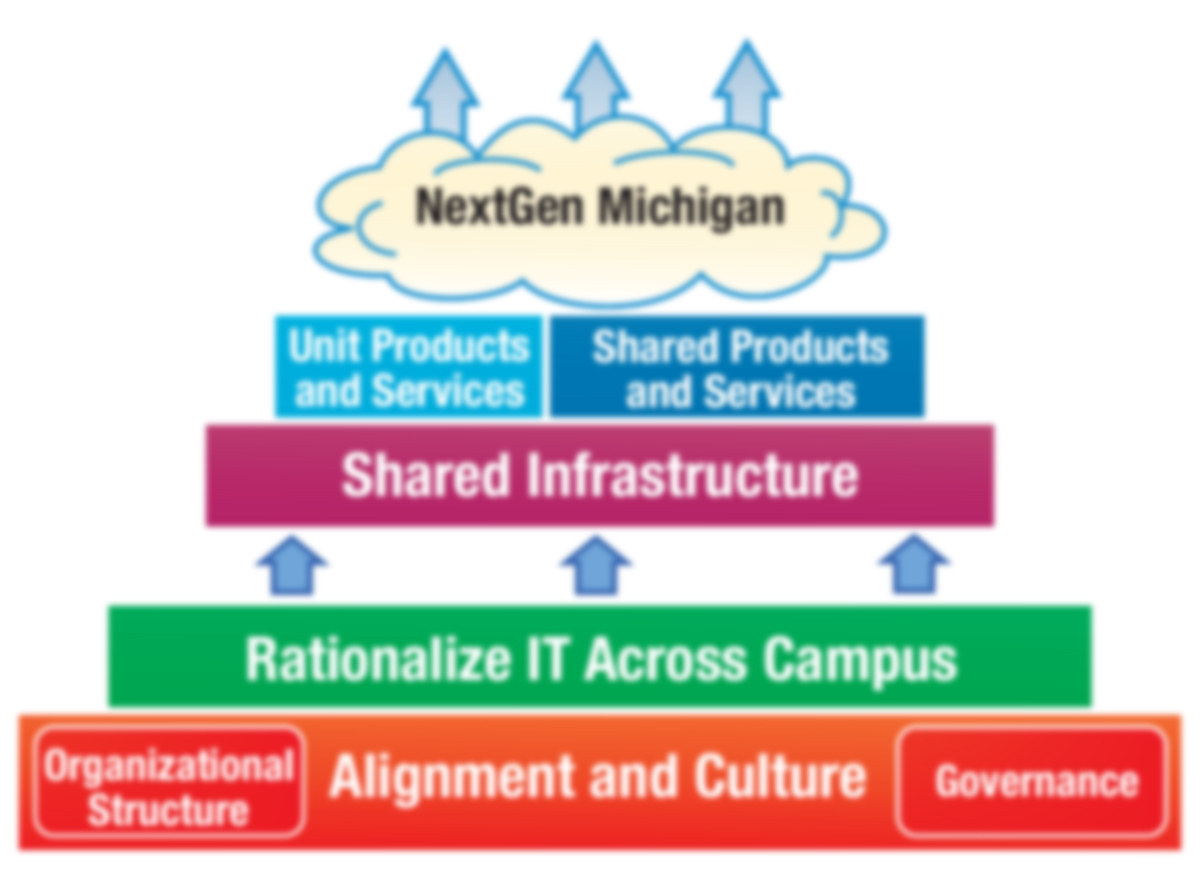 NextGen Michigan
Unit Products
and Services
Shared Products
and Services
Shared Infrastructure
Rationalize IT Across Campus
Organizational
Structure
Alignment and Culture
Governance